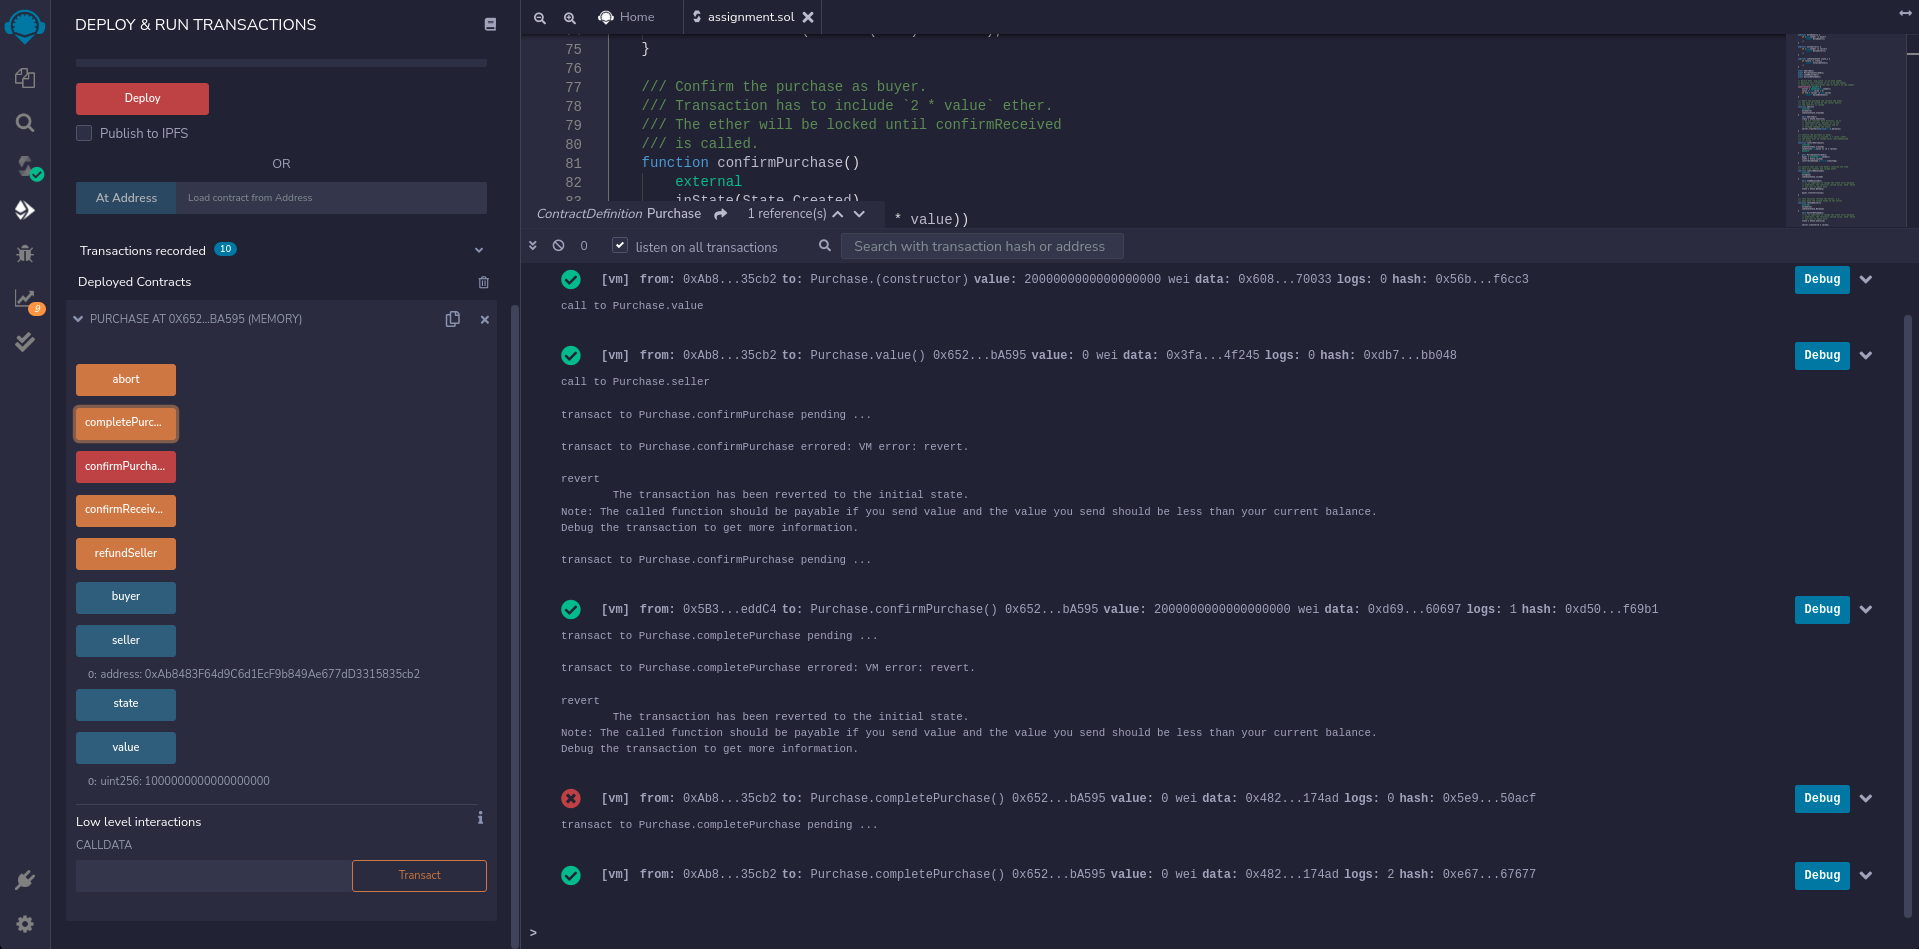 DEPLOY & RUN TRANSACTIONS
Deploy
Publish to IPFS
OR
At Address
Load contract from Address
Transactions recorded 10
Deployed Contracts
9
PURCHASE AT 0X652...BA595 (MEMORY)
abort
completePurc...
confirmPurcha...
confirmReceiv...
refundSeller
buyer
seller
0: address: 0xAb8483F64d9C6d1EcF9b849Ae677dD3315835cb2
state
value
0: uint256: 1000000000000000000
Low level interactions
CALLDATA
Transact
Home
assignment.sol
75 }
76
77 /// Confirm the purchase as buyer.
78 /// Transaction has to include `2 * value` ether.
79 /// The ether will be locked until confirmReceived
80 /// is called.
81 function confirmPurchase()
82 external
83 inState(State.Created)
* value))
ContractDefinition Purchase 1 reference(s)
0 listen on all transactions Search with transaction hash or address
[vm] from: 0xAb8...35cb2 to: Purchase.(constructor) value: 2000000000000000000 wei data: 0x608...70033 logs: 0 hash: 0x56b...f6cc3 Debug
call to Purchase.value
[vm] from: 0xAb8...35cb2 to: Purchase.value() 0x652...bA595 value: 0 wei data: 0x3fa...4f245 logs: 0 hash: 0xdb7...bb048 Debug
call to Purchase.seller
transact to Purchase.confirmPurchase pending ...
transact to Purchase.confirmPurchase errored: VM error: revert.
revert
The transaction has been reverted to the initial state.
Note: The called function should be payable if you send value and the value you send should be less than your current balance.
Debug the transaction to get more information.
transact to Purchase.confirmPurchase pending ...
[vm] from: 0x5B3...eddC4 to: Purchase.confirmPurchase() 0x652...bA595 value: 2000000000000000000 wei data: 0xd69...60697 logs: 1 hash: 0xd50...f69b1 Debug
transact to Purchase.completePurchase pending ...
transact to Purchase.completePurchase errored: VM error: revert.
revert
The transaction has been reverted to the initial state.
Note: The called function should be payable if you send value and the value you send should be less than your current balance.
Debug the transaction to get more information.
[vm] from: 0xAb8...35cb2 to: Purchase.completePurchase() 0x652...bA595 value: 0 wei data: 0x482...174ad logs: 0 hash: 0x5e9...50acf Debug
transact to Purchase.completePurchase pending ...
[vm] from: 0xAb8...35cb2 to: Purchase.completePurchase() 0x652...bA595 value: 0 wei data: 0x482...174ad logs: 2 hash: 0xe67...67677 Debug
>